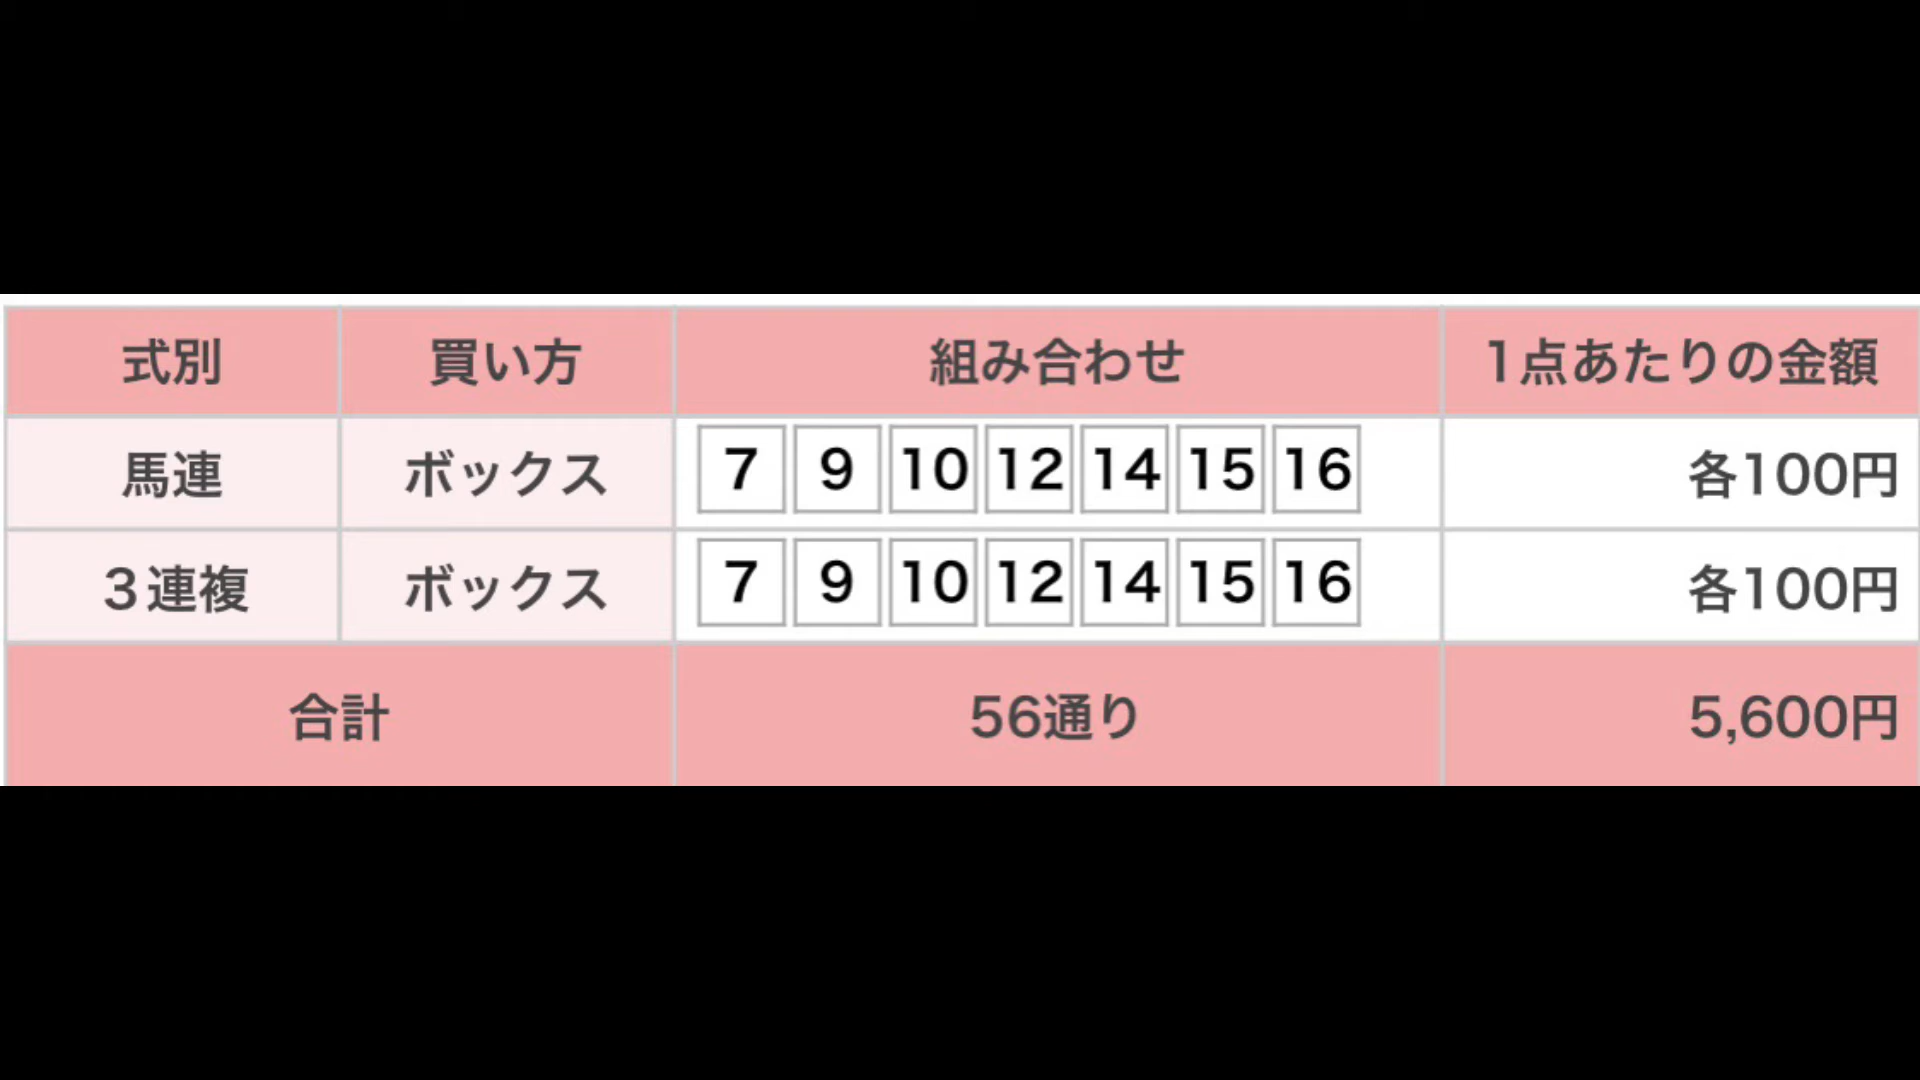 式別 買い方 組み合わせ 1点あたりの金額
馬連 ボックス 7 9 10 12 14 15 16 各100円
３連複 ボックス 7 9 10 12 14 15 16 各100円
合計 56通り 5,600円